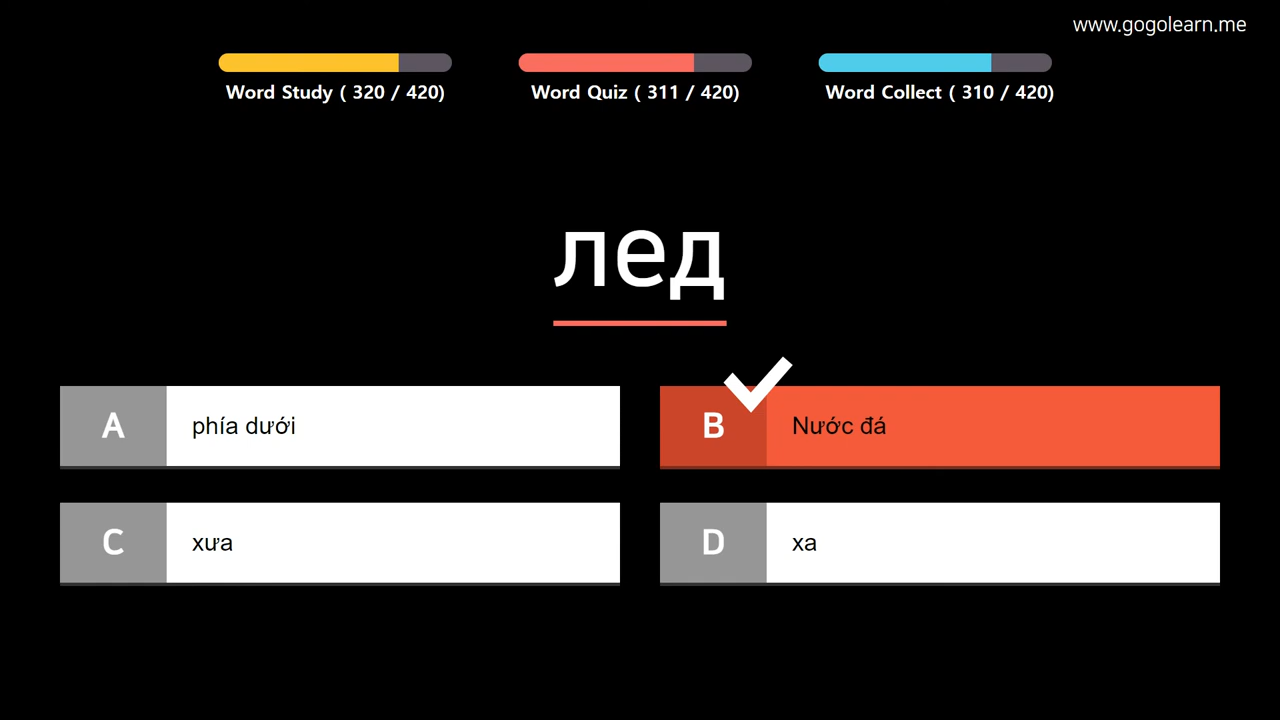 www.gogolearn.me
Word Study ( 320 / 420)
Word Quiz ( 311 / 420)
Word Collect ( 310 / 420)
лед
A phía dưới
B Nước đá
C xưa
D xa